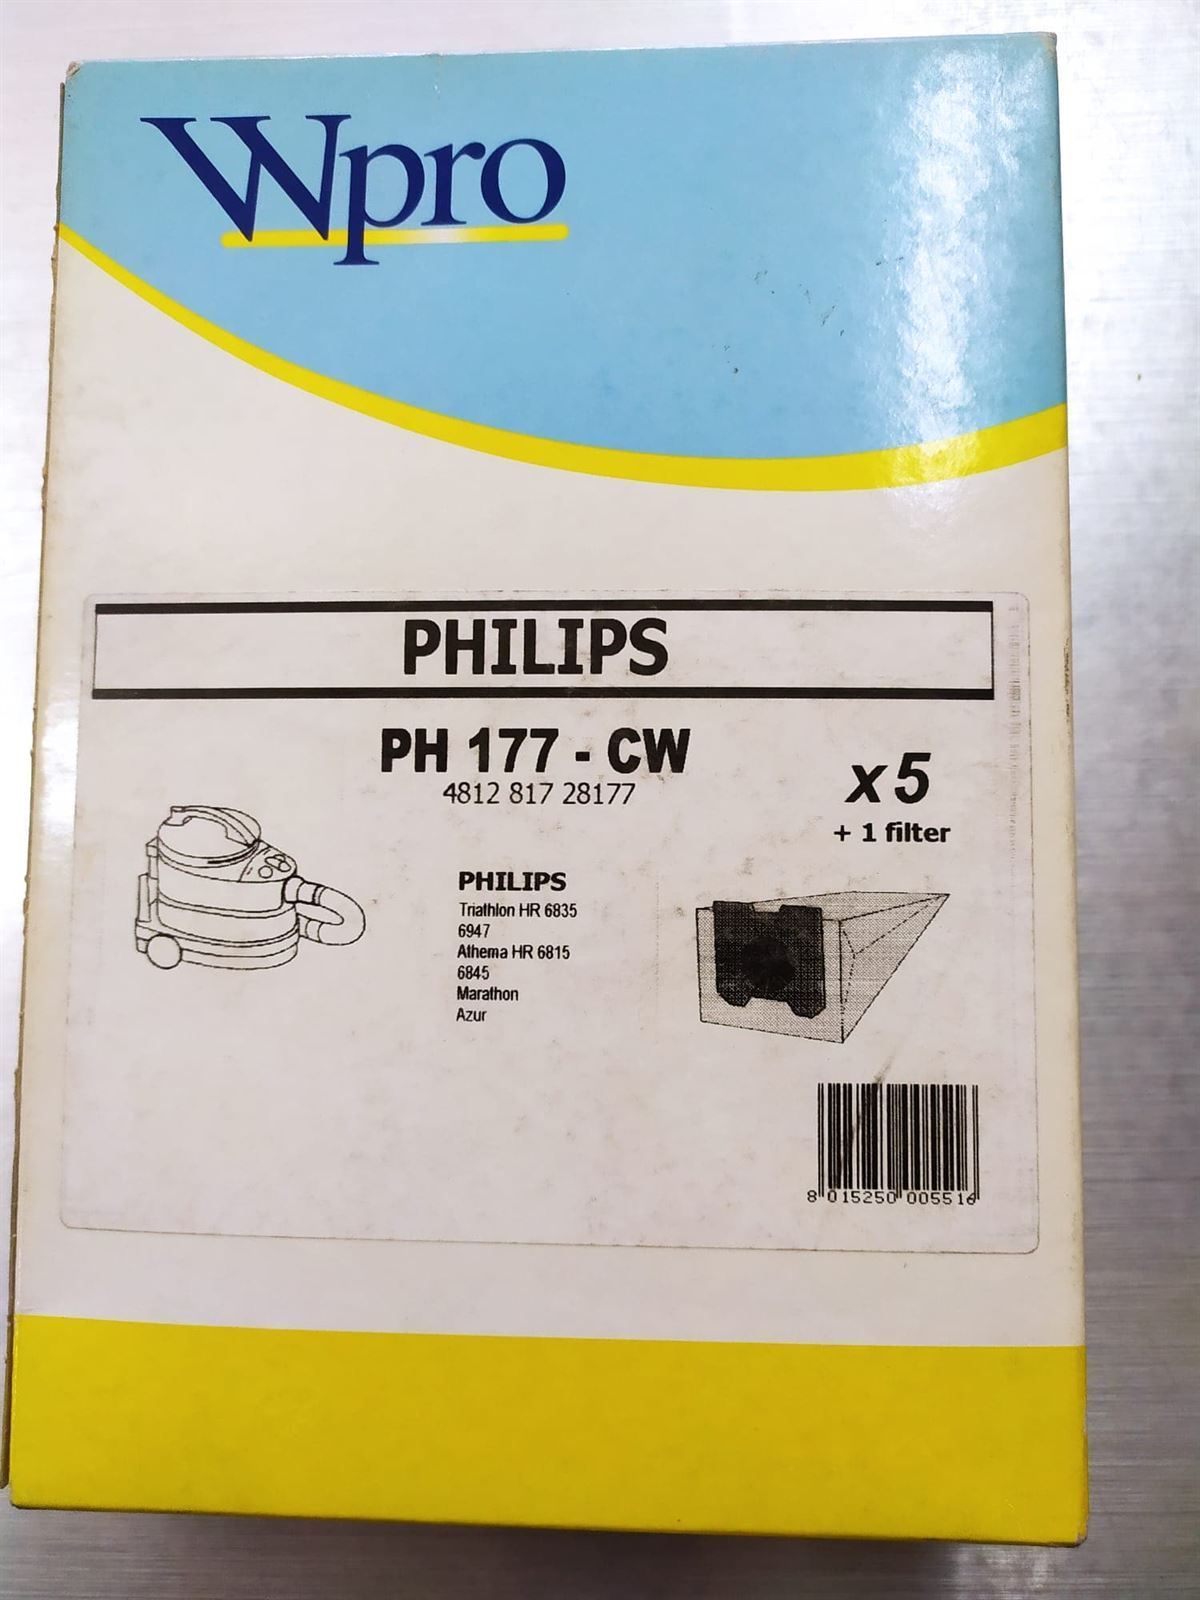 Wpro
PHILIPS
PH 177 - CW
4812 817 28177
x5
+ 1 filter
PHILIPS
Triathlon HR 6835
6947
Athema HR 6815
6845
Marathon
Azur
8 015250 005516